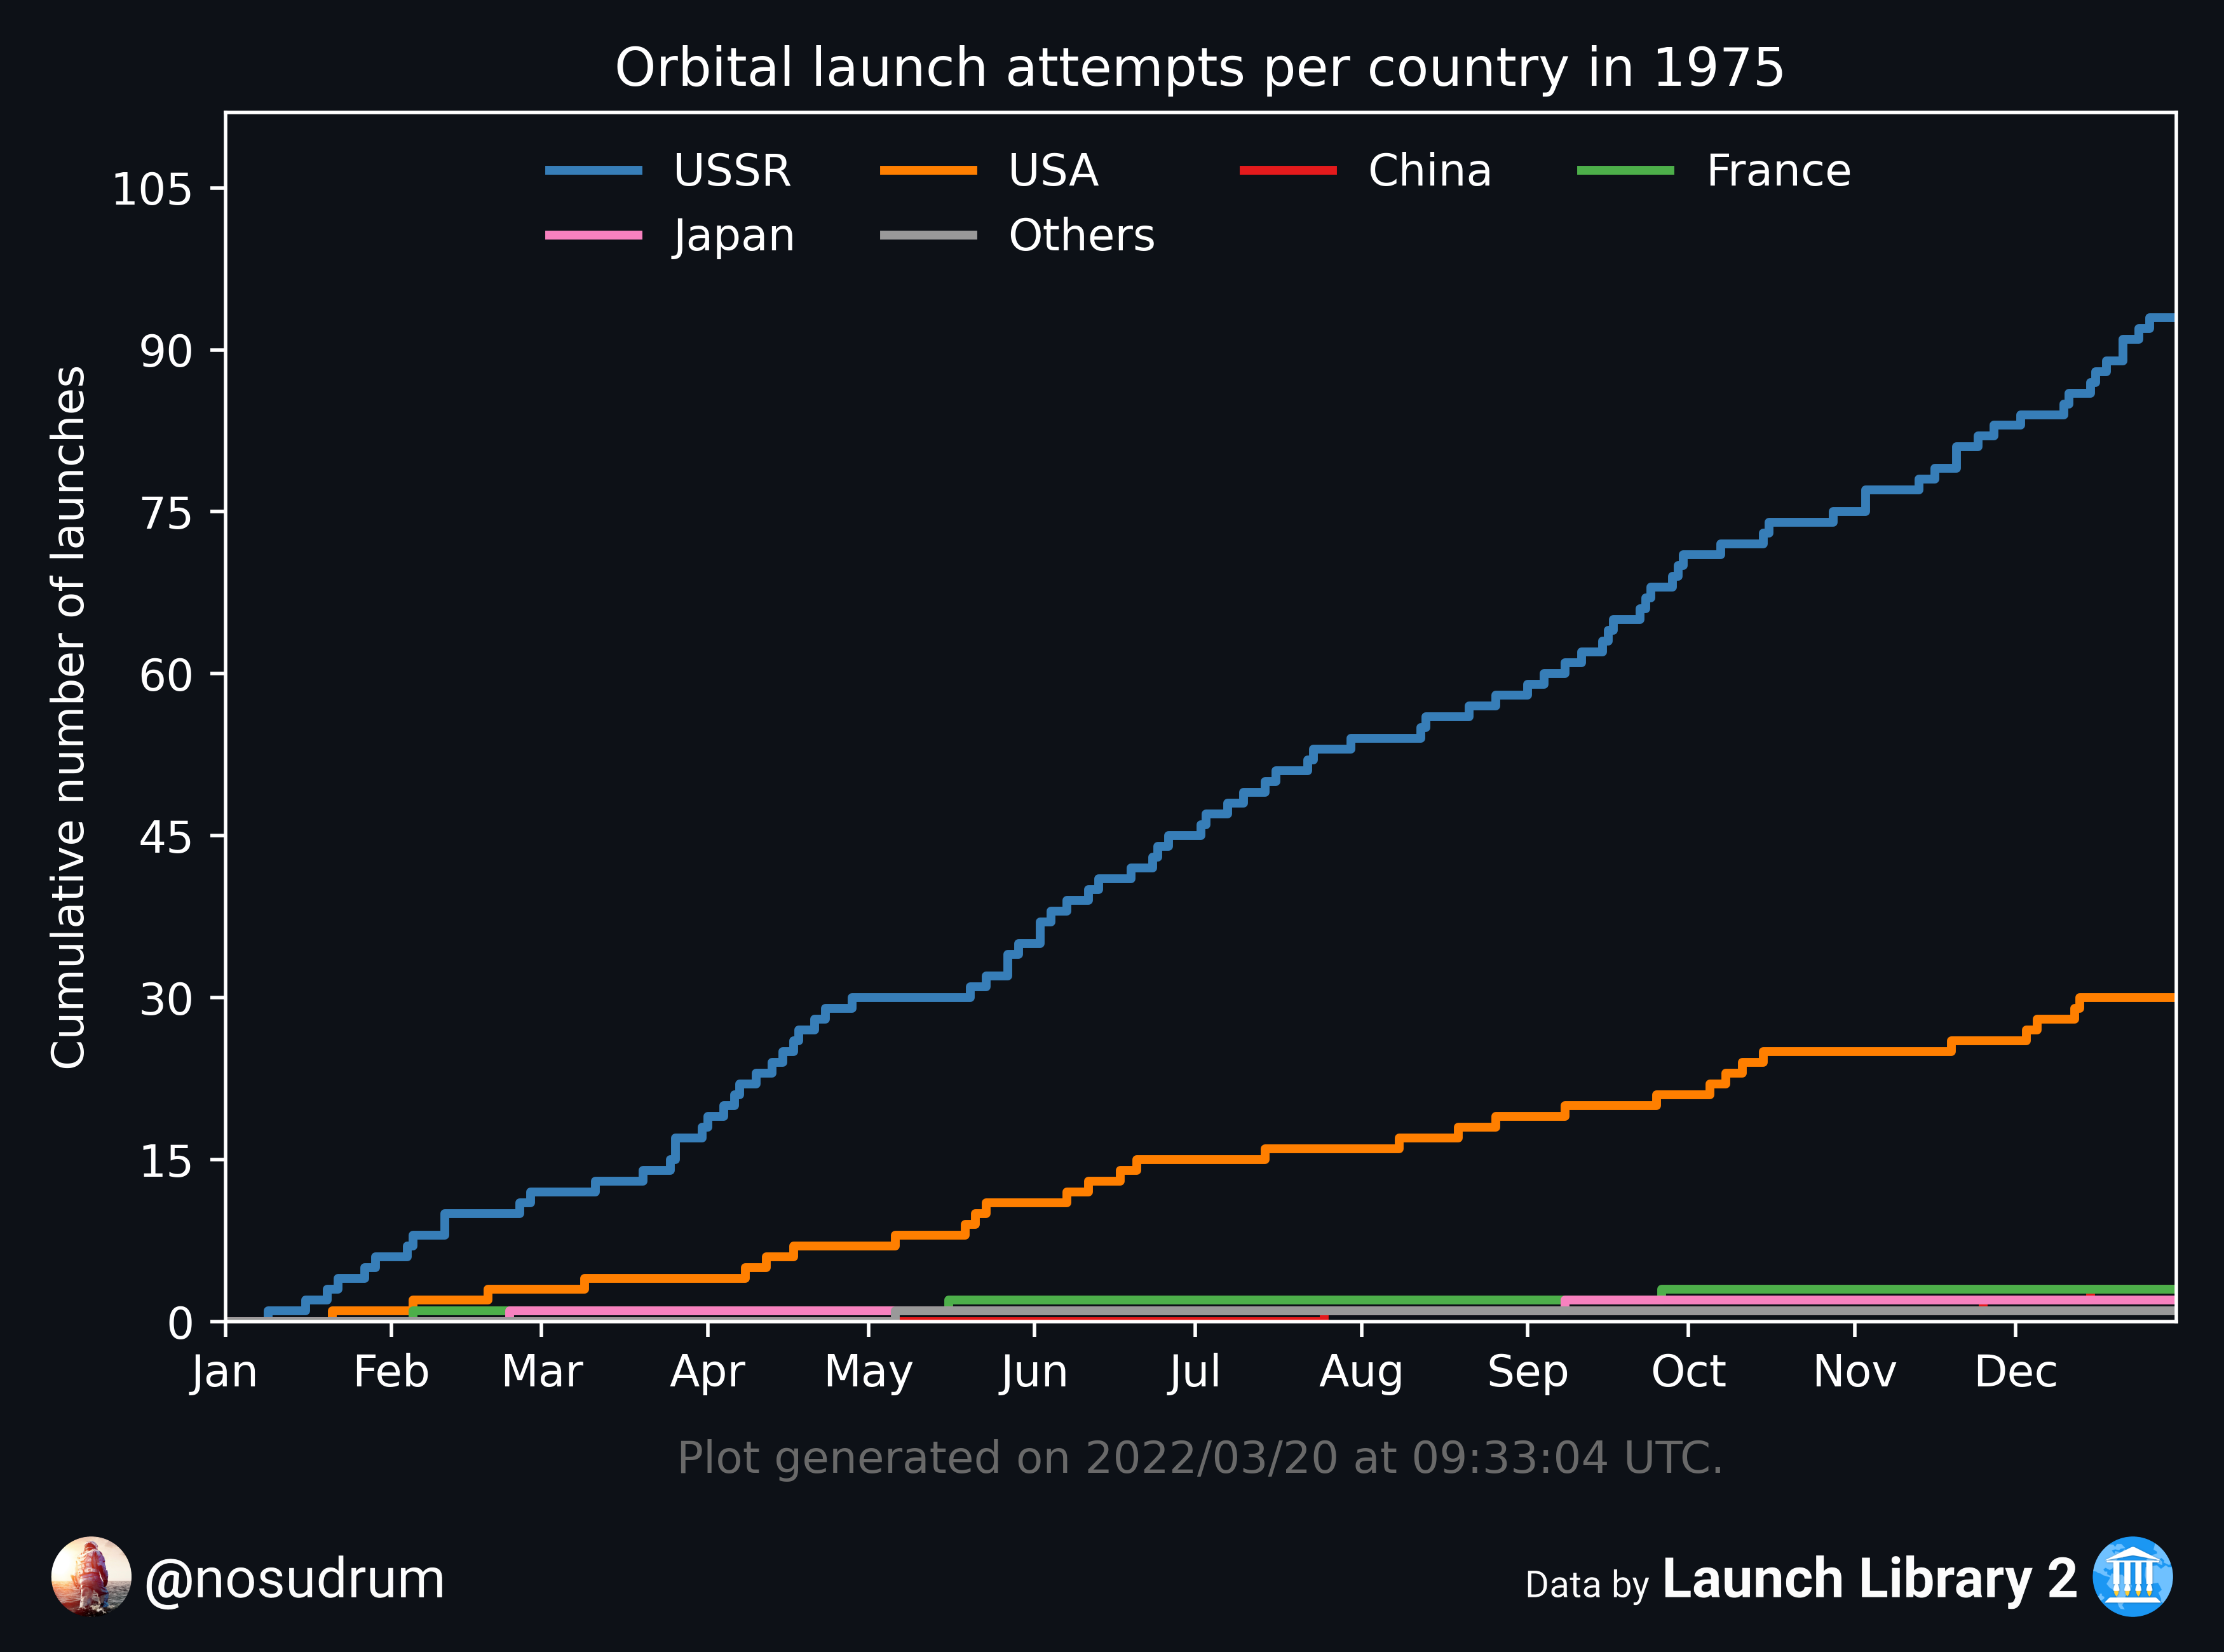 Orbital launch attempts per country in 1975
USSR USA China France
Japan Others
Cumulative number of launches
105
90
75
60
45
30
15
0
Jan Feb Mar Apr May Jun Jul Aug Sep Oct Nov Dec
Plot generated on 2022/03/20 at 09:33:04 UTC.
@nosudrum
Data by Launch Library 2